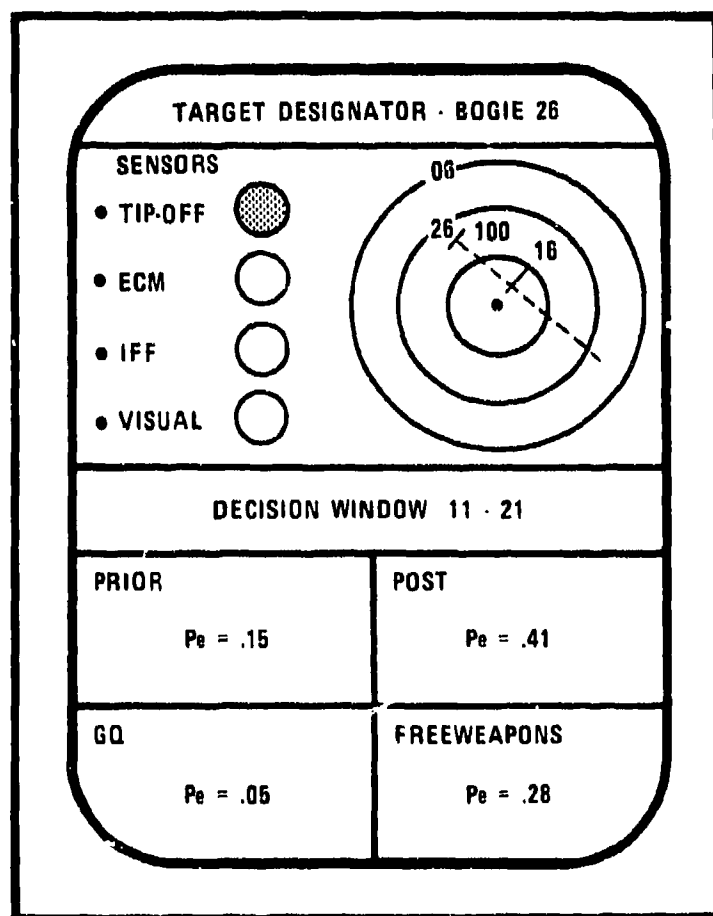 TARGET DESIGNATOR · BOGIE 26
SENSORS
• TIP-OFF
• ECM
• IFF
• VISUAL
06
26 100
16
DECISION WINDOW 11 - 21
PRIOR
Pe = .15
POST
Pe = .41
GQ
Pe = .05
FREEWEAPONS
Pe = .28